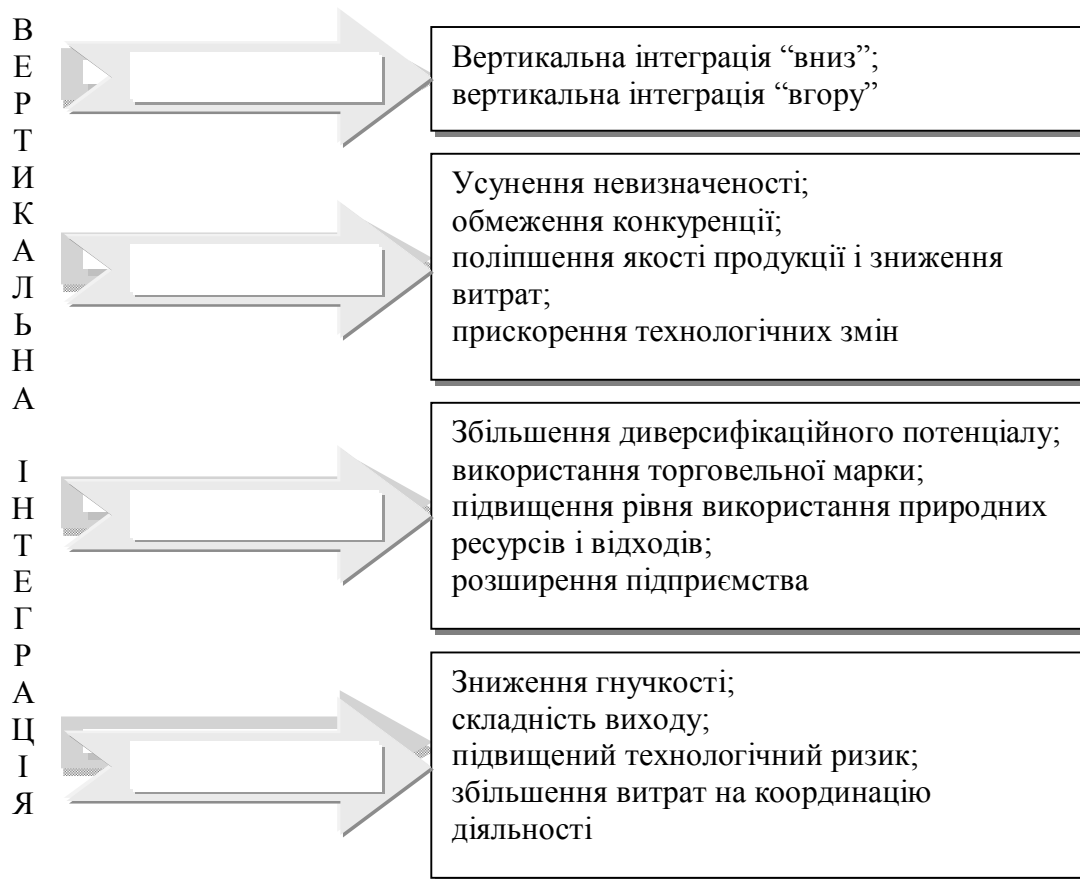 ВЕРТИКАЛЬНА ІНТЕГРАЦІЯ
Вертикальна інтеграція “вниз”;
вертикальна інтеграція “вгору”
Усунення невизначеності;
обмеження конкуренції;
поліпшення якості продукції і зниження
витрат;
прискорення технологічних змін
Збільшення диверсифікаційного потенціалу;
використання торговельної марки;
підвищення рівня використання природних
ресурсів і відходів;
розширення підприємства
Зниження гнучкості;
складність виходу;
підвищений технологічний ризик;
збільшення витрат на координацію
діяльності